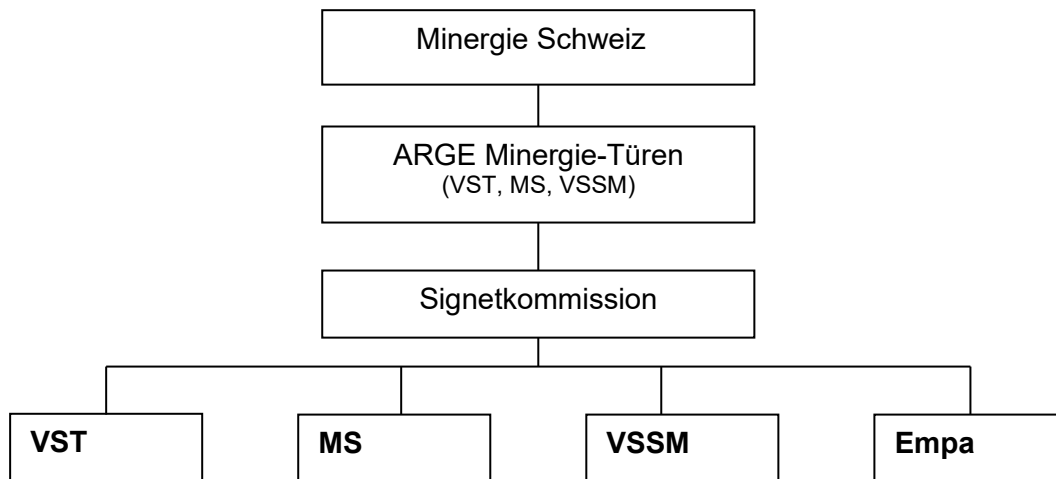 Minergie Schweiz
ARGE Minergie-Türen
(VST, MS, VSSM)
Signetkommission
VST
MS
VSSM
Empa